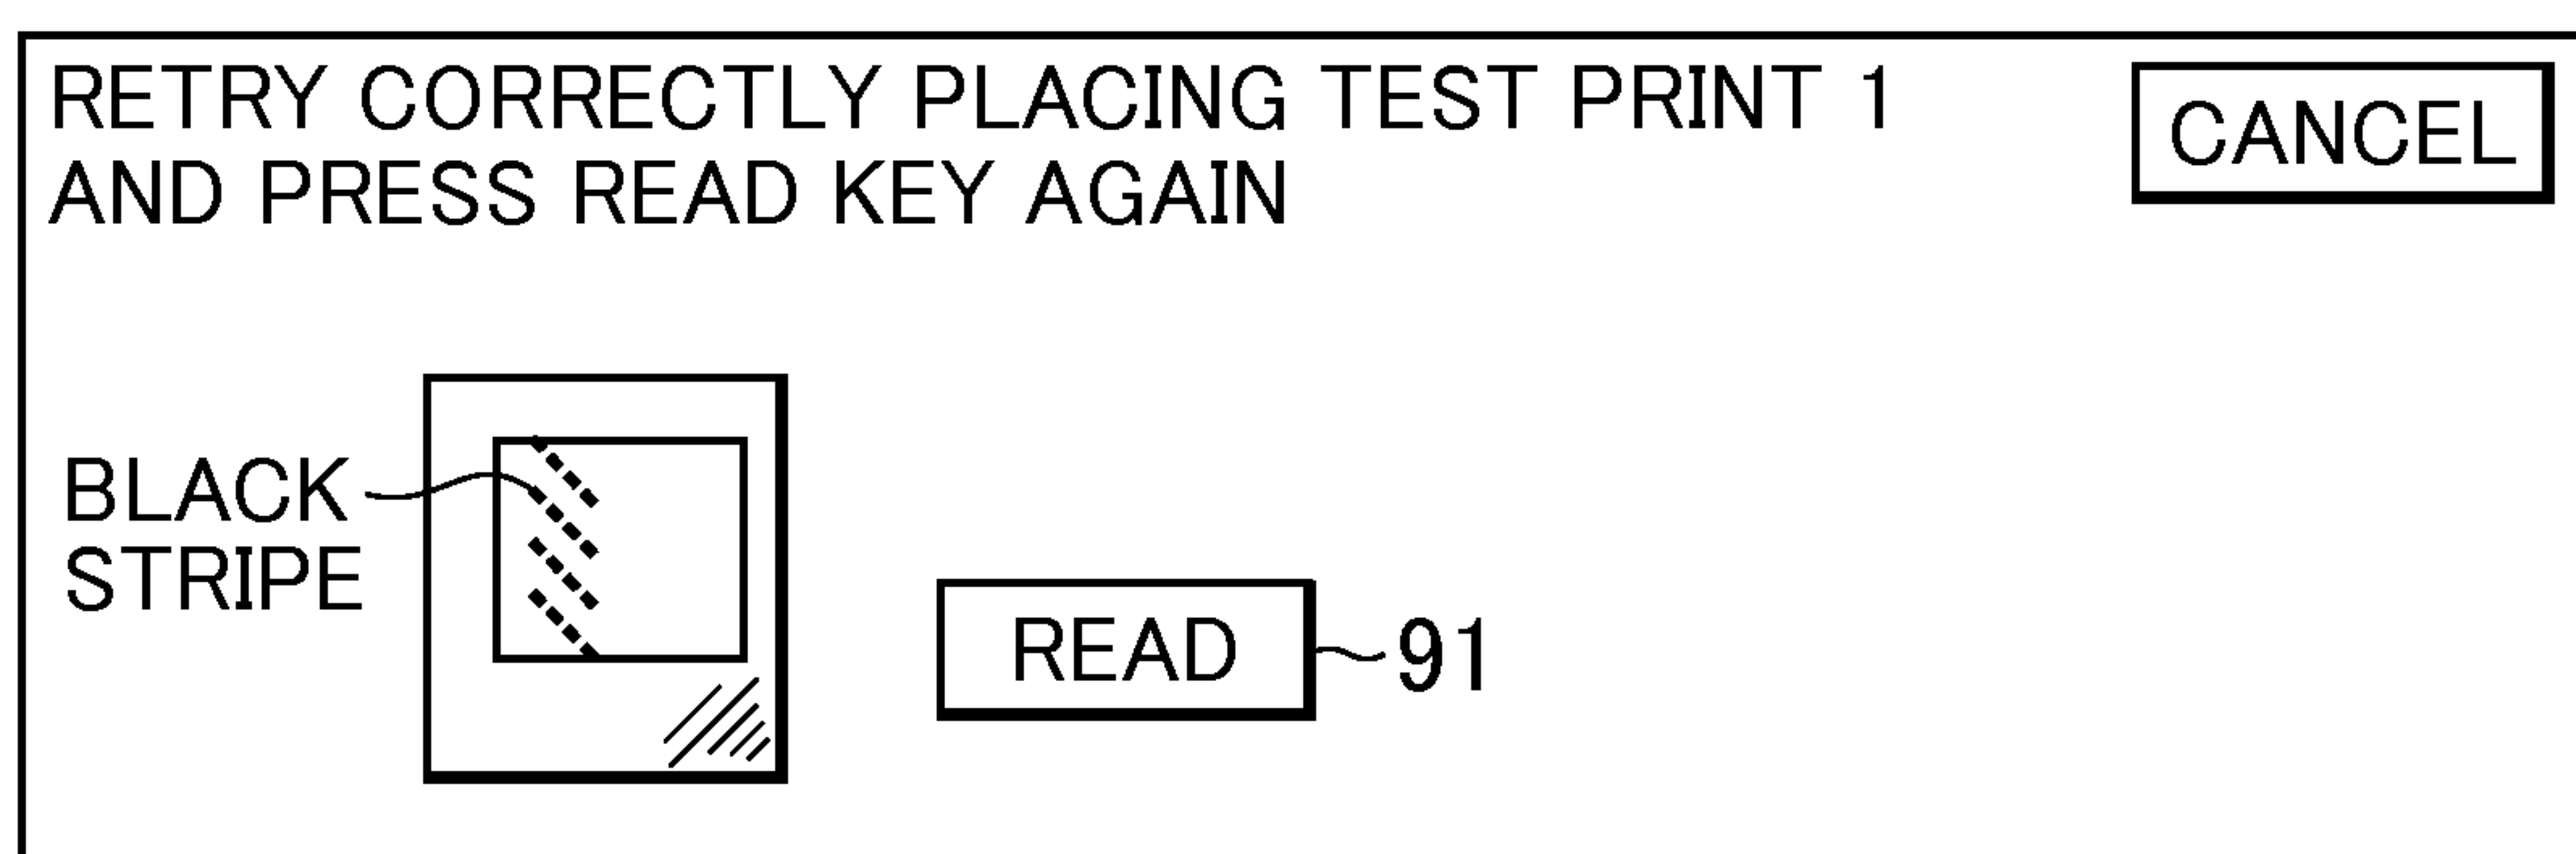 RETRY CORRECTLY PLACING TEST PRINT 1
AND PRESS READ KEY AGAIN
CANCEL
BLACK
STRIPE
READ
91